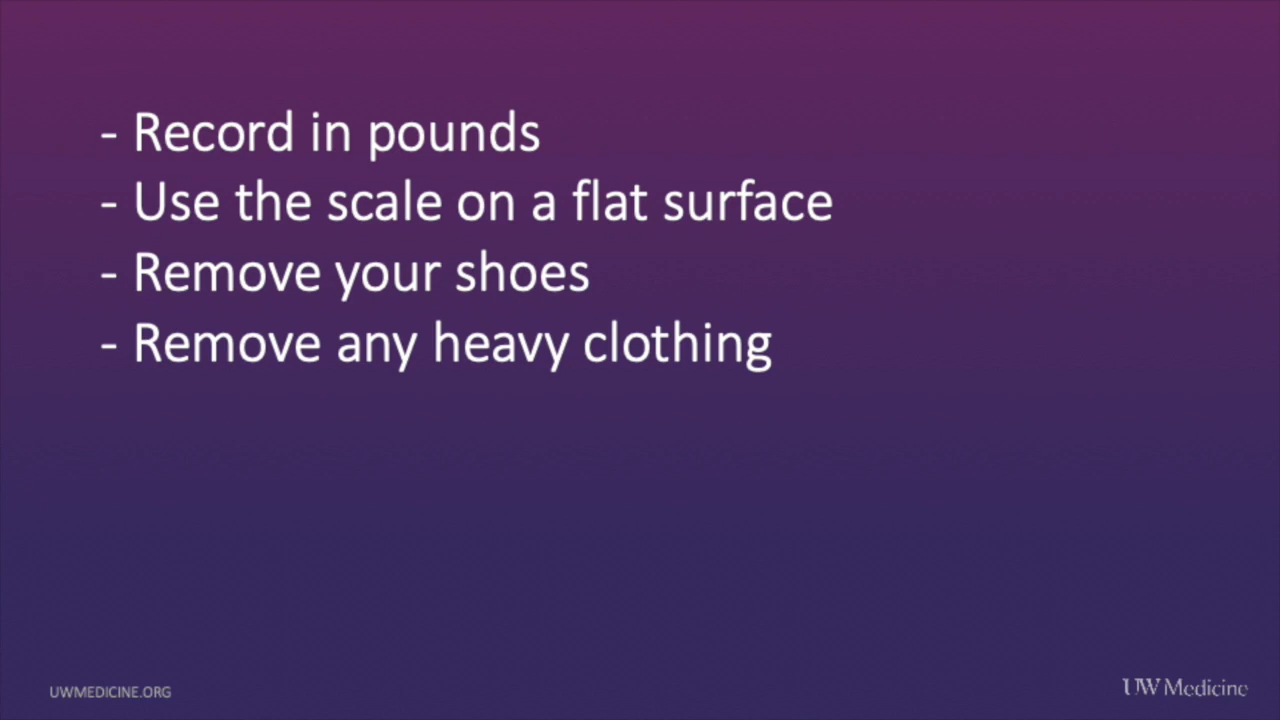 - Record in pounds
- Use the scale on a flat surface
- Remove your shoes
- Remove any heavy clothing
UWMEDICINE.ORG
UW Medicine